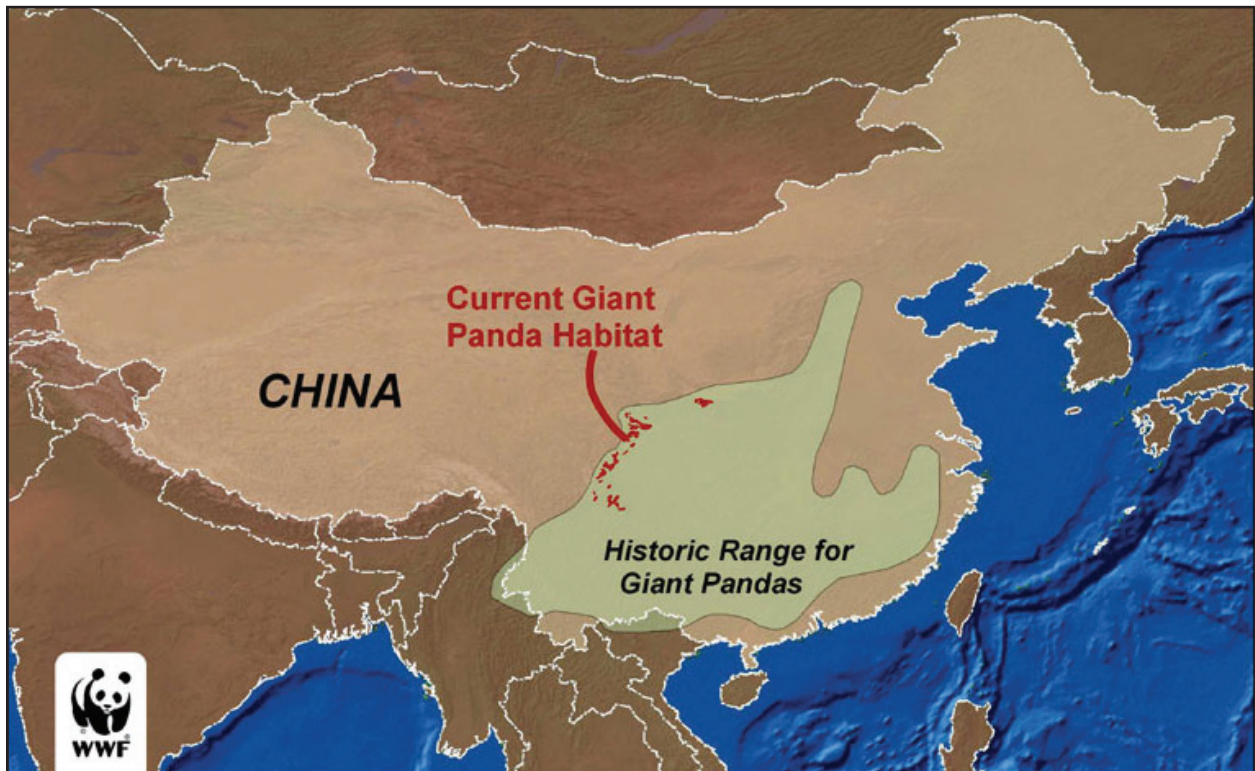 Current Giant
Panda Habitat
CHINA
Historic Range for
Giant Pandas
WWF